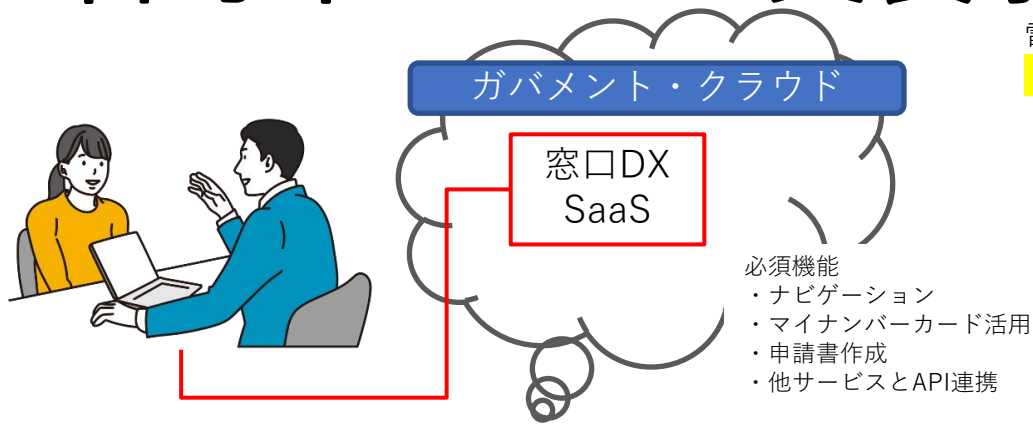 ガバメント・クラウド
窓口DX
SaaS
必須機能
・ナビゲーション
・マイナンバーカード活用
・申請書作成
・他サービスとAPI連携